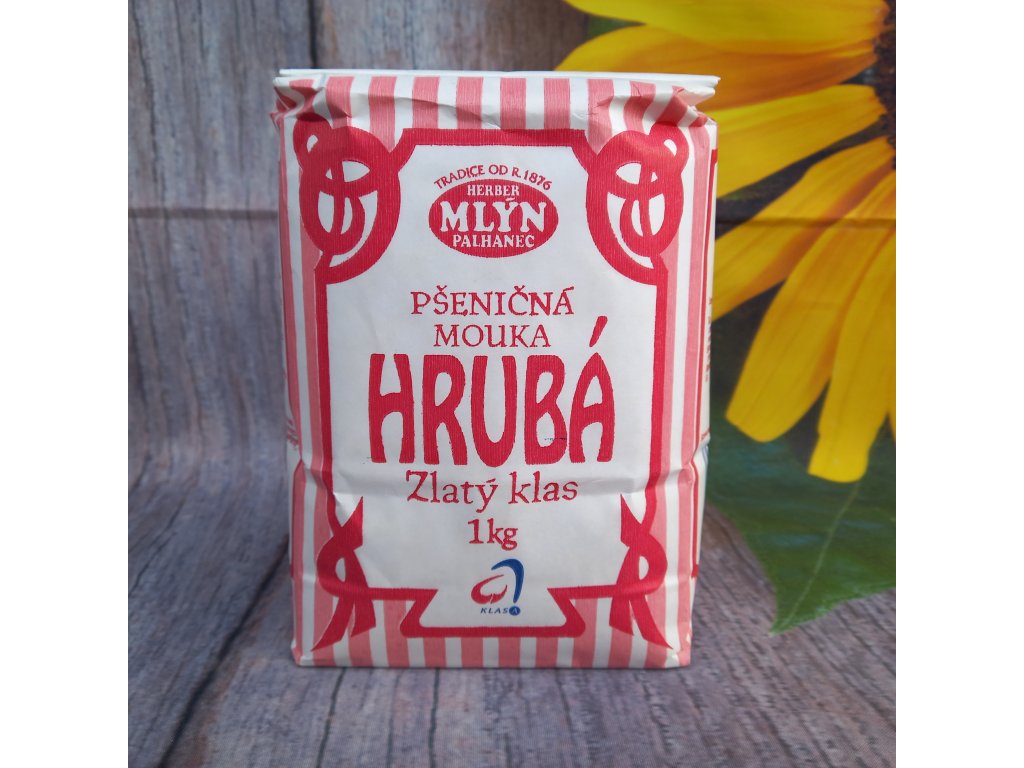 TRADICE OD R. 1876
HERBER
MLÝN
PALHANEC
PŠENIČNÁ
MOUKA
HRUBÁ
Zlatý klas
1kg
KLASA